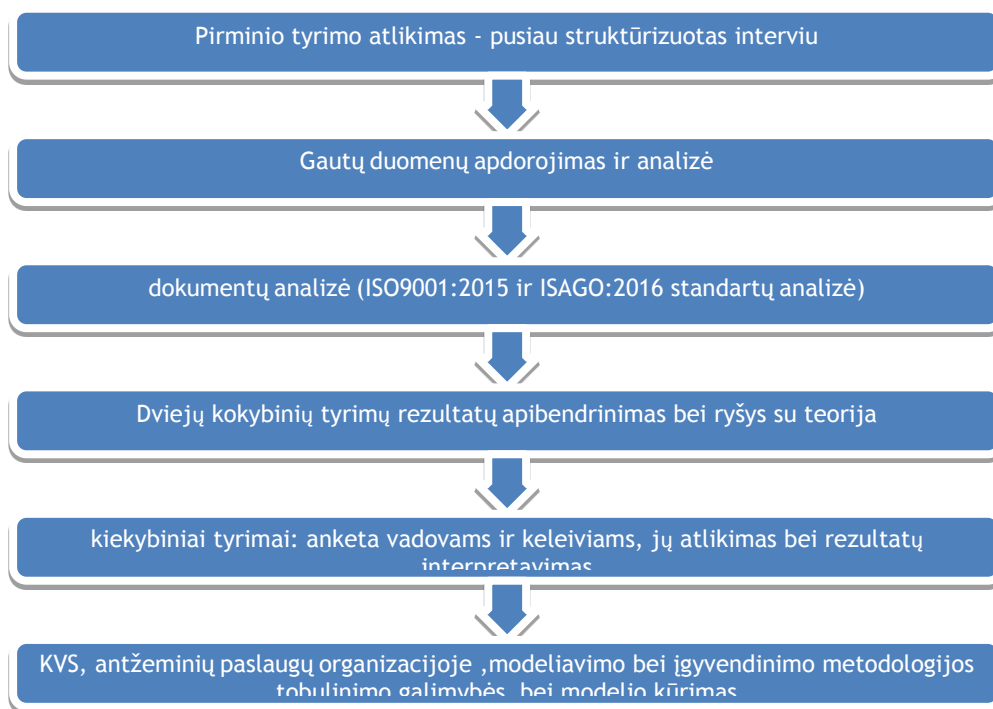 Pirminio tyrimo atlikimas - pusiau struktūrizuotas interviu
Gautų duomenų apdorojimas ir analizė
dokumentų analizė (ISO9001:2015 ir ISAGO:2016 standartų analizė)
Dviejų kokybinių tyrimų rezultatų apibendrinimas bei ryšys su teorija
kiekybiniai tyrimai: anketa vadovams ir keleiviams, jų atlikimas bei rezultatų
interpretavimas
KVS, antžeminių paslaugų organizacijoje ,modeliavimo bei įgyvendinimo metodologijos
tobulinimo galimybės bei modelio kūrimas